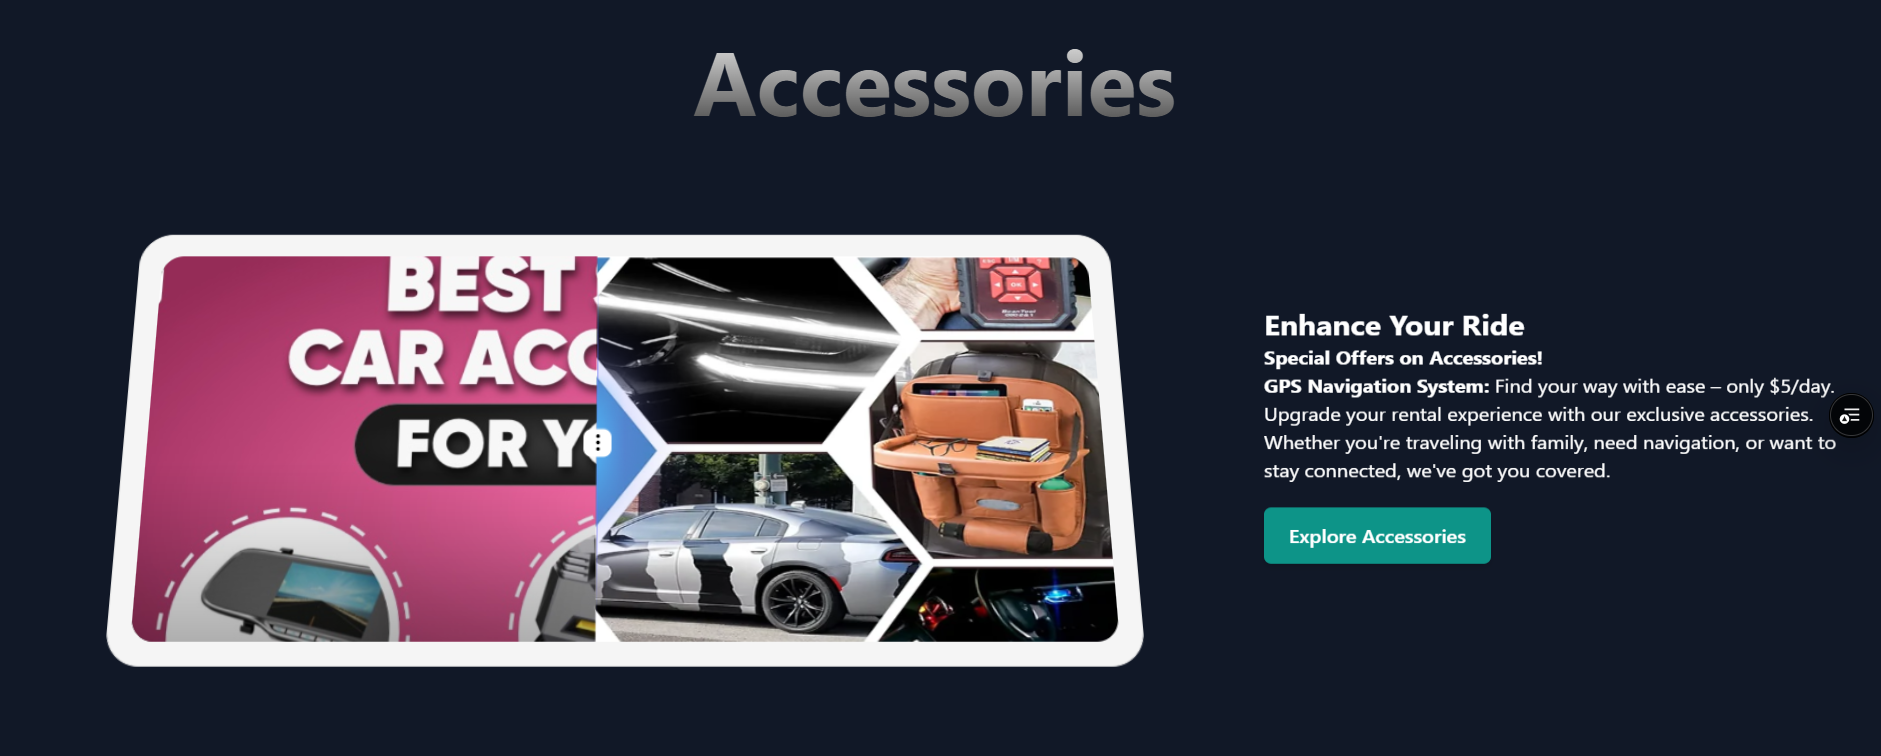 Accessories
BEST
CAR ACC
FOR Y
OK
Enhance Your Ride
Special Offers on Accessories!
GPS Navigation System: Find your way with ease – only $5/day.
Upgrade your rental experience with our exclusive accessories.
Whether you're traveling with family, need navigation, or want to
stay connected, we've got you covered.
Explore Accessories